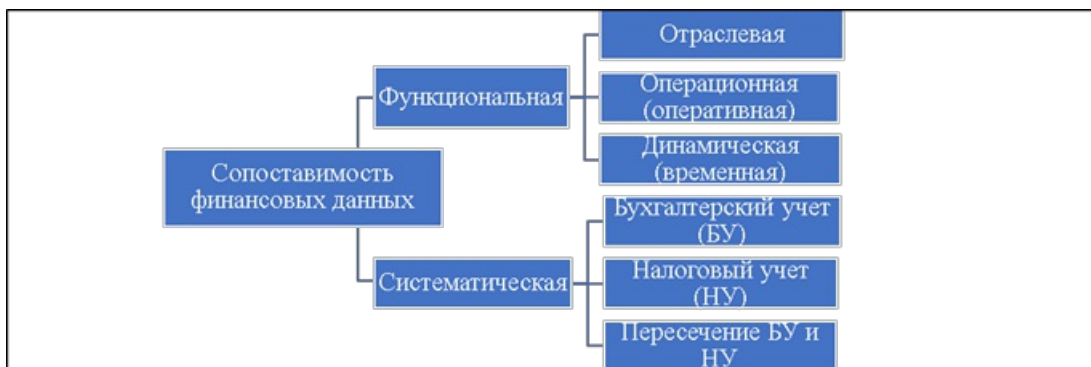 Сопоставимость
финансовых данных
Функциональная
Отраслевая
Операционная
(оперативная)
Динамическая
(временная)
Систематическая
Бухгалтерский учет
(БУ)
Налоговый учет
(НУ)
Пересечение БУ и
НУ